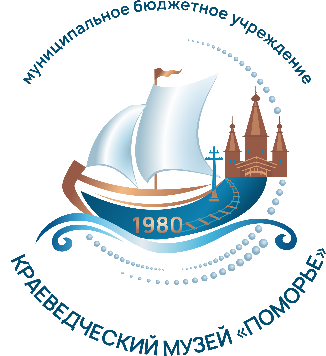 муниципальное бюджетное учреждение
1980
КРАЕВЕДЧЕСКИЙ МУЗЕЙ «ПОМОРЬЕ»